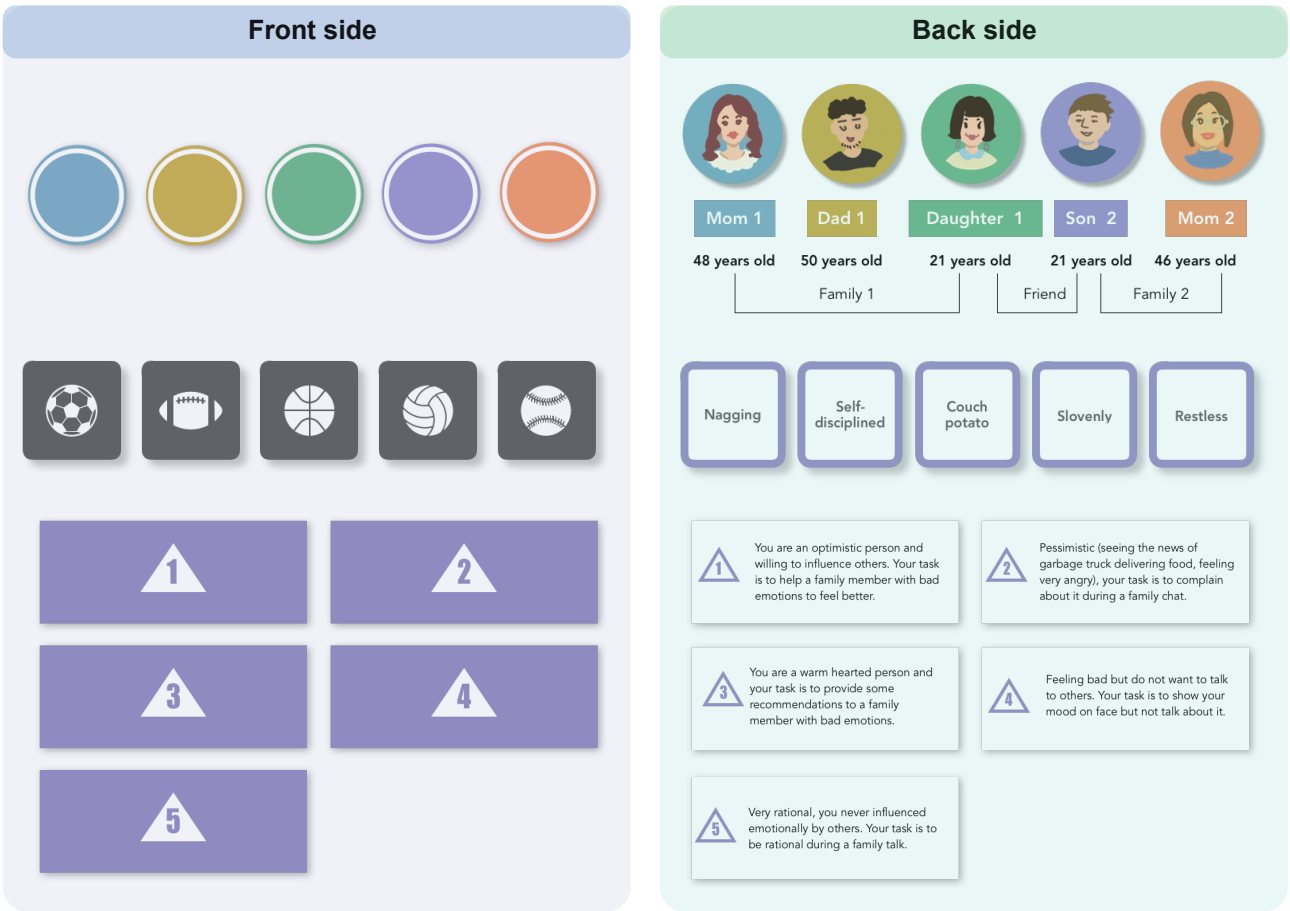 Front side
1
2
3
4
5
Back side
Mom 1
Dad 1
Daughter 1
Son 2
Mom 2
48 years old
50 years old
21 years old
21 years old
46 years old
Family 1
Friend
Family 2
Nagging
Self-
disciplined
Couch
potato
Slovenly
Restless
1
You are an optimistic person and
willing to influence others. Your task
is to help a family member with bad
emotions to feel better.
2
Pessimistic (seeing the news of
garbage truck delivering food, feeling
very angry), your task is to complain
about it during a family chat.
3
You are a warm hearted person and
your task is to provide some
recommendations to a family
member with bad emotions.
4
Feeling bad but do not want to talk
to others. Your task is to show your
mood on face but not talk about it.
5
Very rational, you never influenced
emotionally by others. Your task is to
be rational during a family talk.